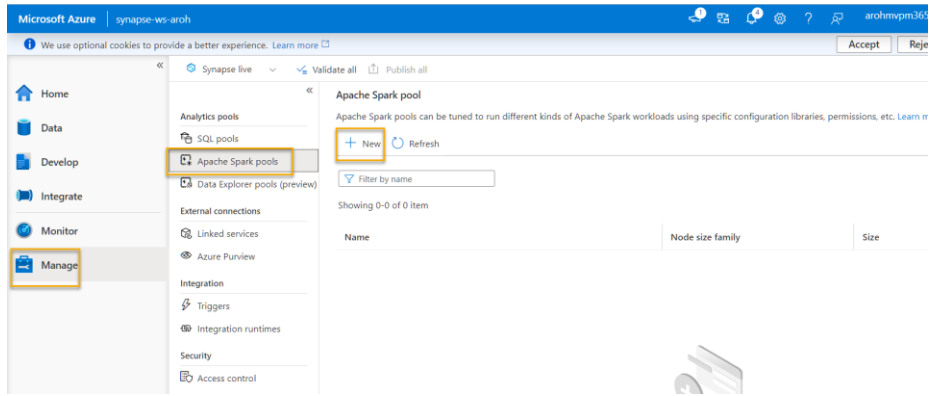 Microsoft Azure synapse-ws-aroh 4 arohmvpm365
We use optional cookies to provide a better experience. Learn more Accept Reje
Synapse live Validate all Publish all
Home
Data
Develop
Integrate
Monitor
Manage
Analytics pools
SQL pools
Apache Spark pools
Data Explorer pools (preview)
External connections
Linked services
Azure Purview
Integration
Triggers
Integration runtimes
Security
Access control
Apache Spark pool
Apache Spark pools can be tuned to run different kinds of Apache Spark workloads using specific configuration libraries, permissions, etc. Learn m
New Refresh
Filter by name
Showing 0-0 of 0 item
Name Node size family Size